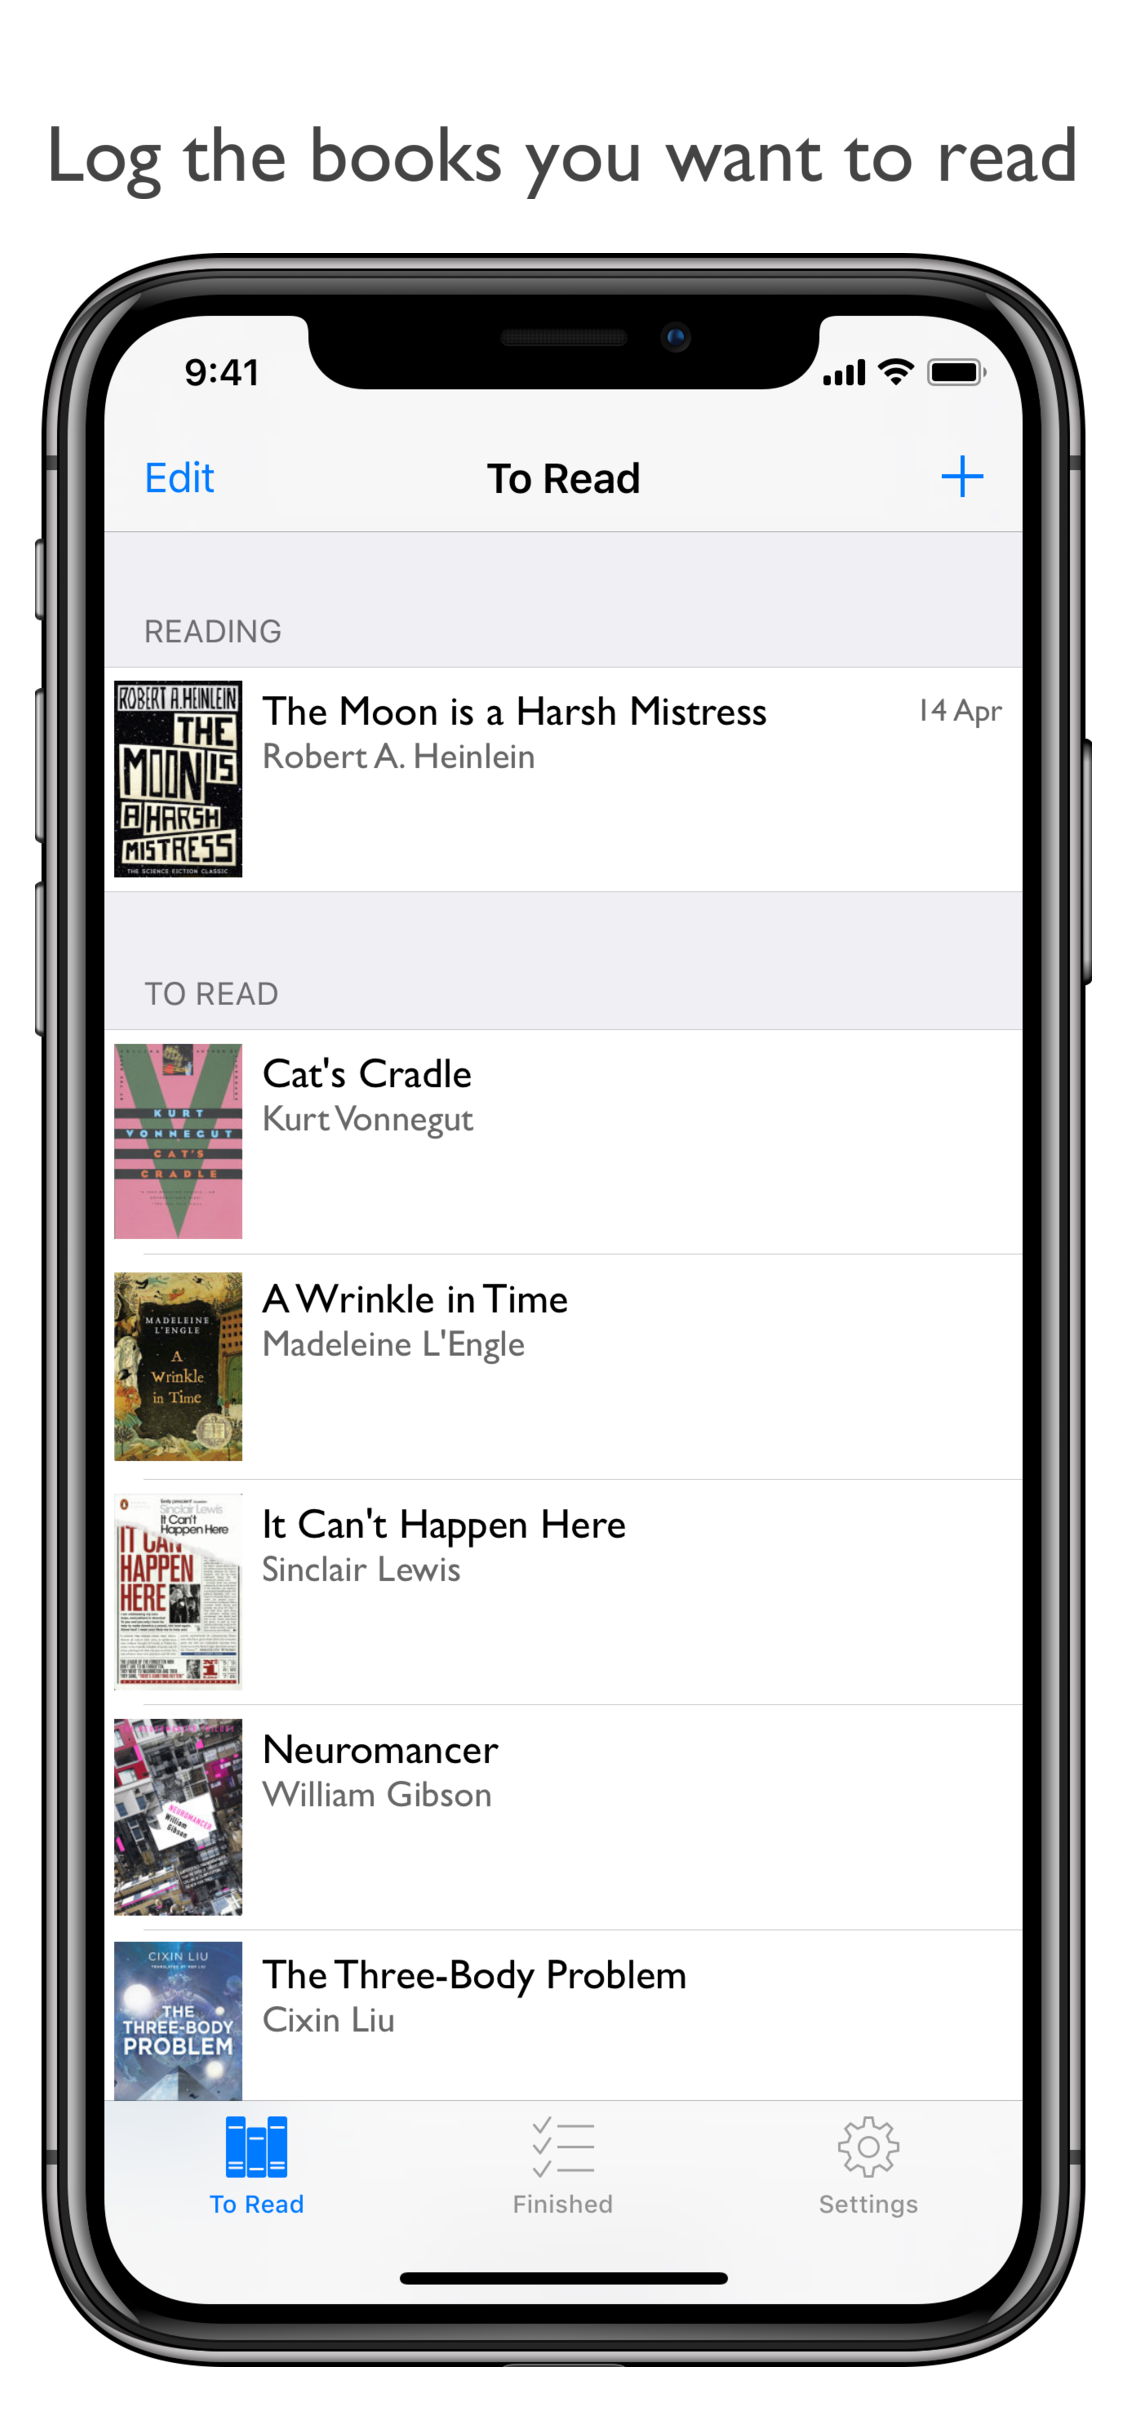 Log the books you want to read
9:41
Edit
To Read
READING
ROBERT A. HEINLEIN
THE
MOON IS
A HARSH
MISTRESS
THE SCIENCE FICTION CLASSIC
The Moon is a Harsh Mistress
14 Apr
Robert A. Heinlein
TO READ
KURT
VONNEGUT
CAT'S
CRADLE
Cat's Cradle
Kurt Vonnegut
MADELEINE
L'ENGLE
A
Wrinkle
in Time
A Wrinkle in Time
Madeleine L'Engle
Sinclair Lewis
It Can't
Happen Here
IT CAN'T
HAPPEN
HERE
It Can't Happen Here
Sinclair Lewis
NEUROMANCER
William
Gibson
Neuromancer
William Gibson
CIXIN LIU
THE
THREE-BODY
PROBLEM
The Three-Body Problem
Cixin Liu
To Read
Finished
Settings